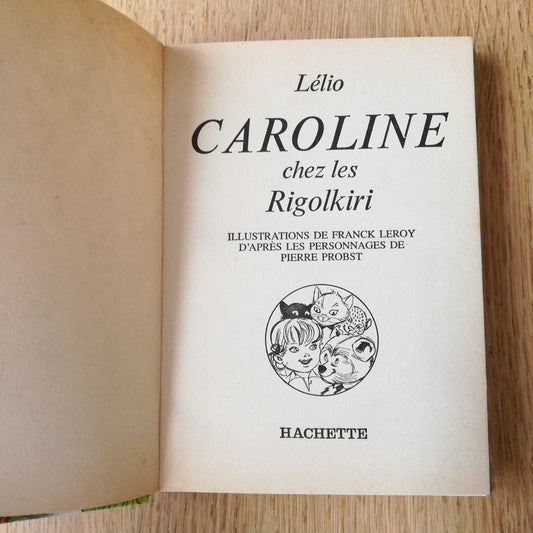 Lélio
CAROLINE
chez les
Rigolkiri
ILLUSTRATIONS DE FRANCK LEROY
D'APRÈS LES PERSONNAGES DE
PIERRE PROBST
HACHETTE